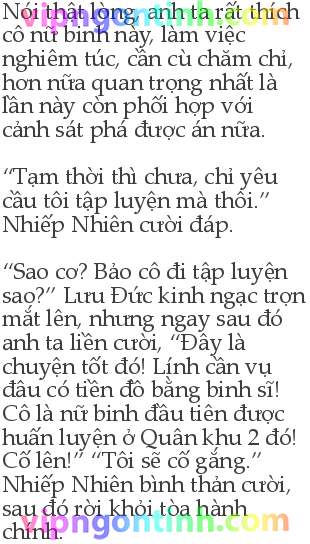 Nói thật lòng, anh ta rất thích
cô nữ binh này, làm việc
nghiêm túc, cần cù chăm chỉ,
hơn nữa quan trọng nhất là
lần này còn phối hợp với
cảnh sát phá được án nữa.
“Tạm thời thì chưa, chỉ yêu
cầu tôi tập luyện mà thôi.”
Nhiếp Nhiên cười đáp.
“Sao cơ? Bảo cô đi tập luyện
sao?” Lưu Đức kinh ngạc trợn
mắt lên, nhưng ngay sau đó
anh ta liền cười, “Đây là
chuyện tốt đó! Lính cần vụ
đâu có tiền đồ bằng binh sĩ!
Cô là nữ binh đầu tiên được
huấn luyện ở Quân khu 2 đó!
Cố lên!” “Tôi sẽ cố gắng.”
Nhiếp Nhiên bình thản cười,
sau đó rời khỏi tòa hành
chính.
vipngontinh.com
vipngontinh.com